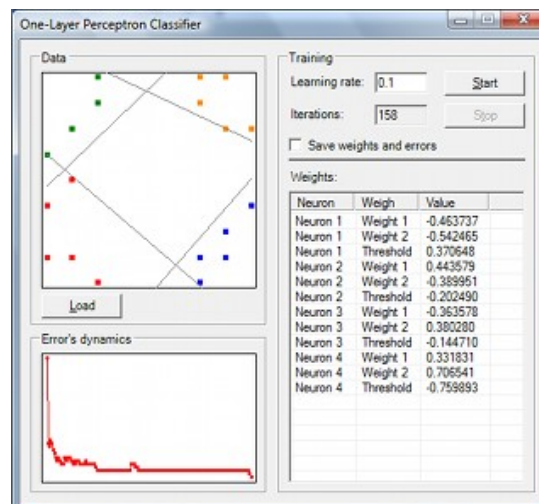 One-Layer Perceptron Classifier
Data
Training
Learning rate: 0.1 Start
Iterations: 158 Stop
Save weights and errors
Weights:
Neuron Weigh Value
Neuron 1 Weight 1 -0.463737
Neuron 1 Weight 2 -0.542465
Neuron 1 Threshold 0.370648
Neuron 2 Weight 1 0.443579
Neuron 2 Weight 2 -0.389951
Neuron 2 Threshold -0.202490
Neuron 3 Weight 1 -0.363578
Neuron 3 Weight 2 0.380280
Neuron 3 Threshold -0.144710
Neuron 4 Weight 1 0.331831
Neuron 4 Weight 2 0.706541
Neuron 4 Threshold -0.759893
Load
Error's dynamics